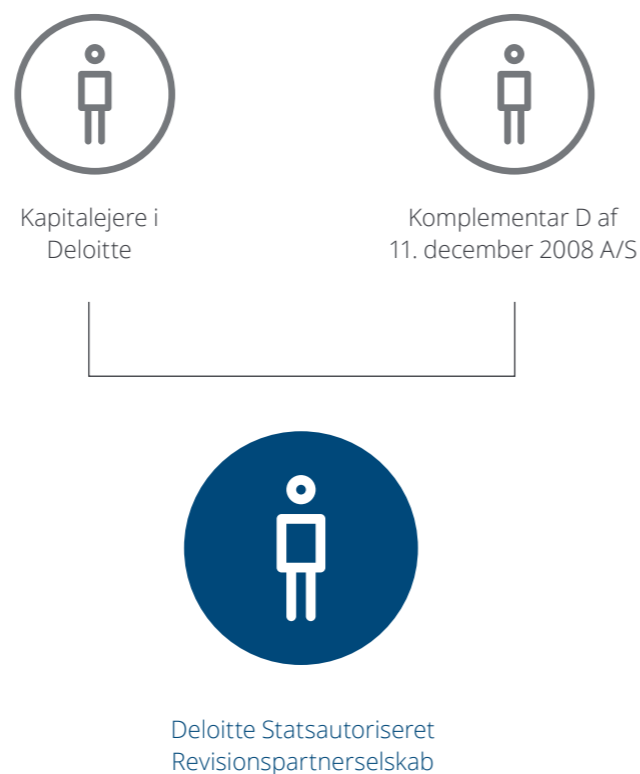 Kapitalejere i
Deloitte
Komplementar D af
11. december 2008 A/S
Deloitte Statsautoriseret
Revisionspartnerselskab